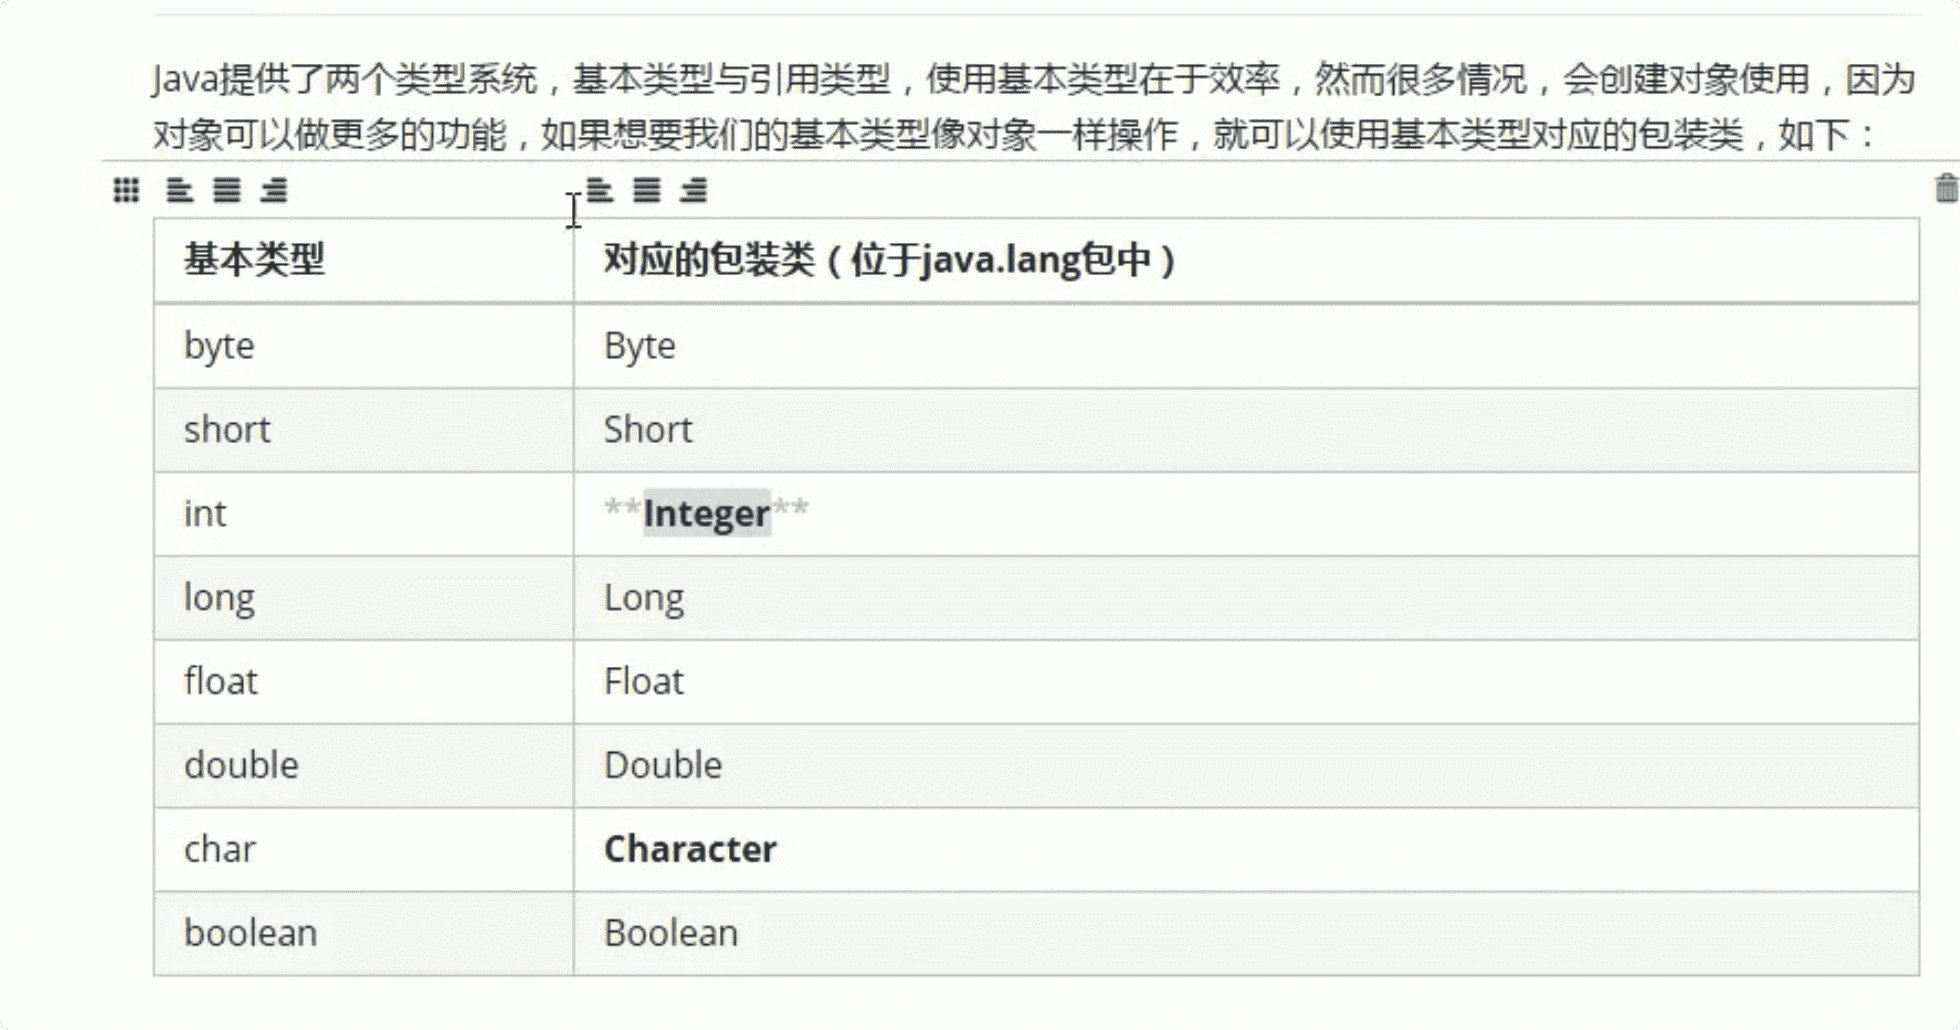 Java提供了两个类型系统，基本类型与引用类型，使用基本类型在于效率，然而很多情况，会创建对象使用，因为
对象可以做更多的功能，如果想要我们的基本类型像对象一样操作，就可以使用基本类型对应的包装类，如下：
基本类型 对应的包装类（位于java.lang包中）
byte Byte
short Short
int **Integer**
long Long
float Float
double Double
char Character
boolean Boolean